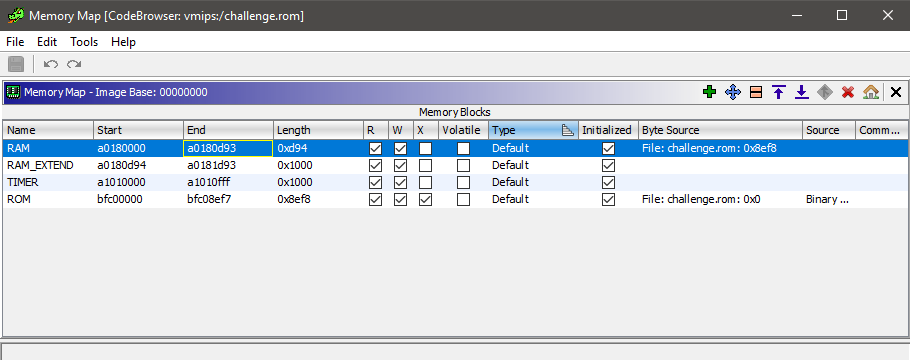 Memory Map [CodeBrowser: vmips:/challenge.rom]
File Edit Tools Help
Memory Map - Image Base: 00000000
Memory Blocks
Name Start End Length R W X Volatile Type Initialized Byte Source Source Comm...
RAM a0180000 a0180d93 0xd94 Default File: challenge.rom: 0x8ef8
RAM_EXTEND a0180d94 a0181d93 0x1000 Default
TIMER a1010000 a1010fff 0x1000 Default
ROM bfc00000 bfc08ef7 0x8ef8 Default File: challenge.rom: 0x0 Binary ...